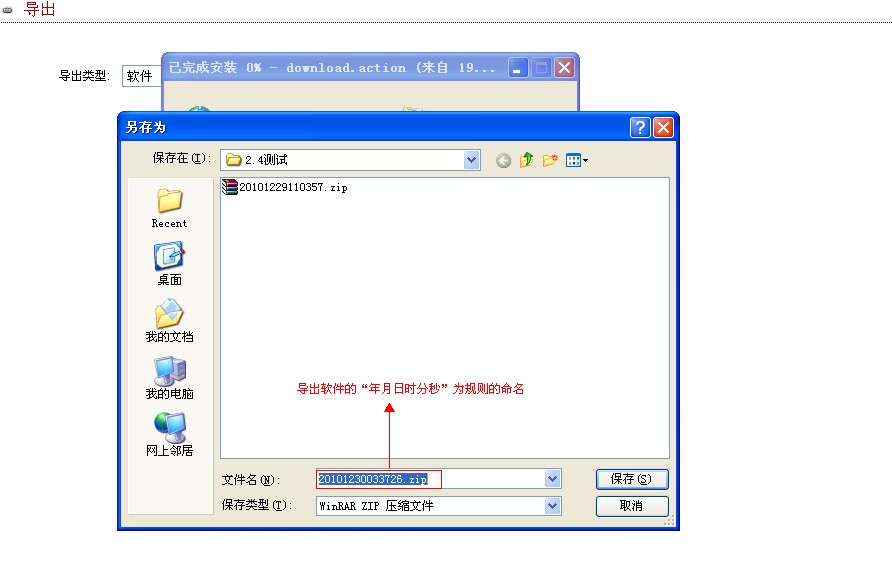 导出
导出类型: 软件
已完成安装 0% - download.action (来自 19...
另存为
保存在(I):
2.4测试
20101229110357.zip
Recent
桌面
我的文档
我的电脑
网上邻居
导出软件的“年月日时分秒”为规则的命名
文件名(N):
20101230033726.zip
保存(S)
保存类型(T):
WinRAR ZIP 压缩文件
取消